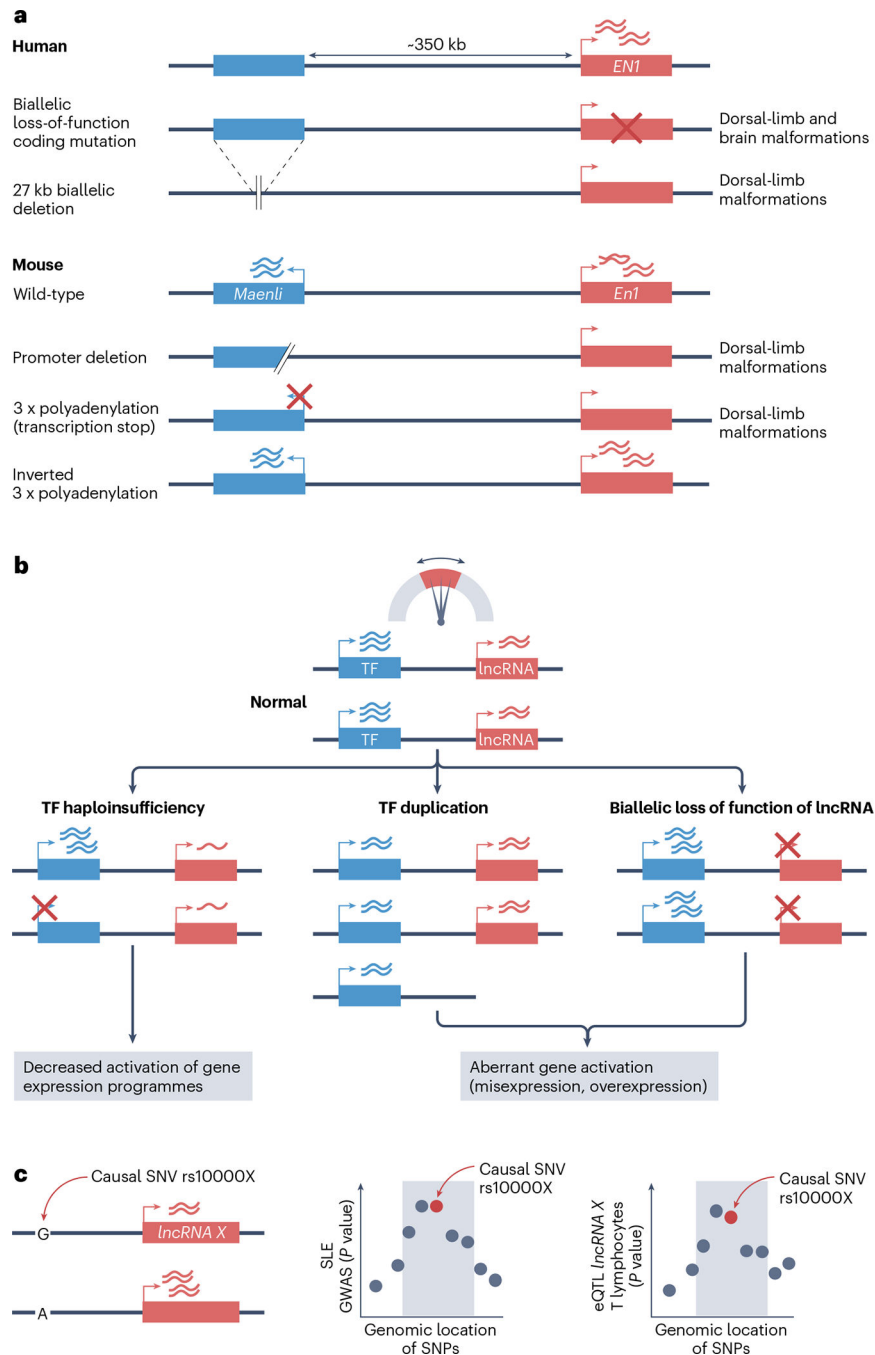 a
Human
~350 kb
EN1
Biallelic
loss-of-function
coding mutation
Dorsal-limb and
brain malformations
27 kb biallelic
deletion
Dorsal-limb
malformations
Mouse
Wild-type
Maenli
En1
Promoter deletion
Dorsal-limb
malformations
3 x polyadenylation
(transcription stop)
Dorsal-limb
malformations
Inverted
3 x polyadenylation
b
TF
lncRNA
Normal
TF
lncRNA
TF haploinsufficiency
TF duplication
Biallelic loss of function of lncRNA
Decreased activation of gene
expression programmes
Aberrant gene activation
(misexpression, overexpression)
c
Causal SNV rs10000X
G
lncRNA X
A
Causal SNV
rs10000X
SLE
GWAS (P value)
Genomic location
of SNPs
Causal SNV
rs10000X
eQTL lncRNA X
T lymphocytes
(P value)
Genomic location
of SNPs